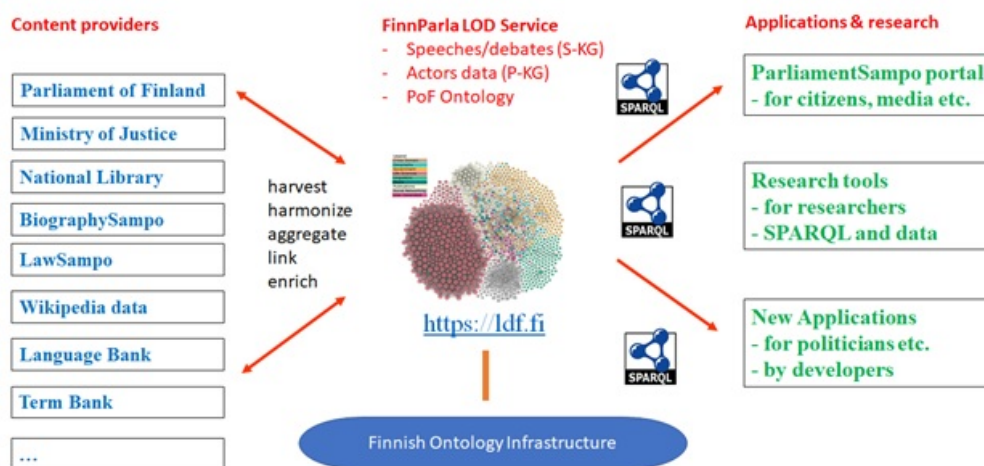 Content providers
Parliament of Finland
Ministry of Justice
National Library
BiographySampo
LawSampo
Wikipedia data
Language Bank
Term Bank
...
harvest
harmonize
aggregate
link
enrich
FinnParla LOD Service
- Speeches/debates (S-KG)
- Actors data (P-KG)
- PoF Ontology
https://ldf.fi
Finnish Ontology Infrastructure
SPARQL
SPARQL
SPARQL
Applications & research
ParliamentSampo portal
- for citizens, media etc.
Research tools
- for researchers
- SPARQL and data
New Applications
- for politicians etc.
- by developers